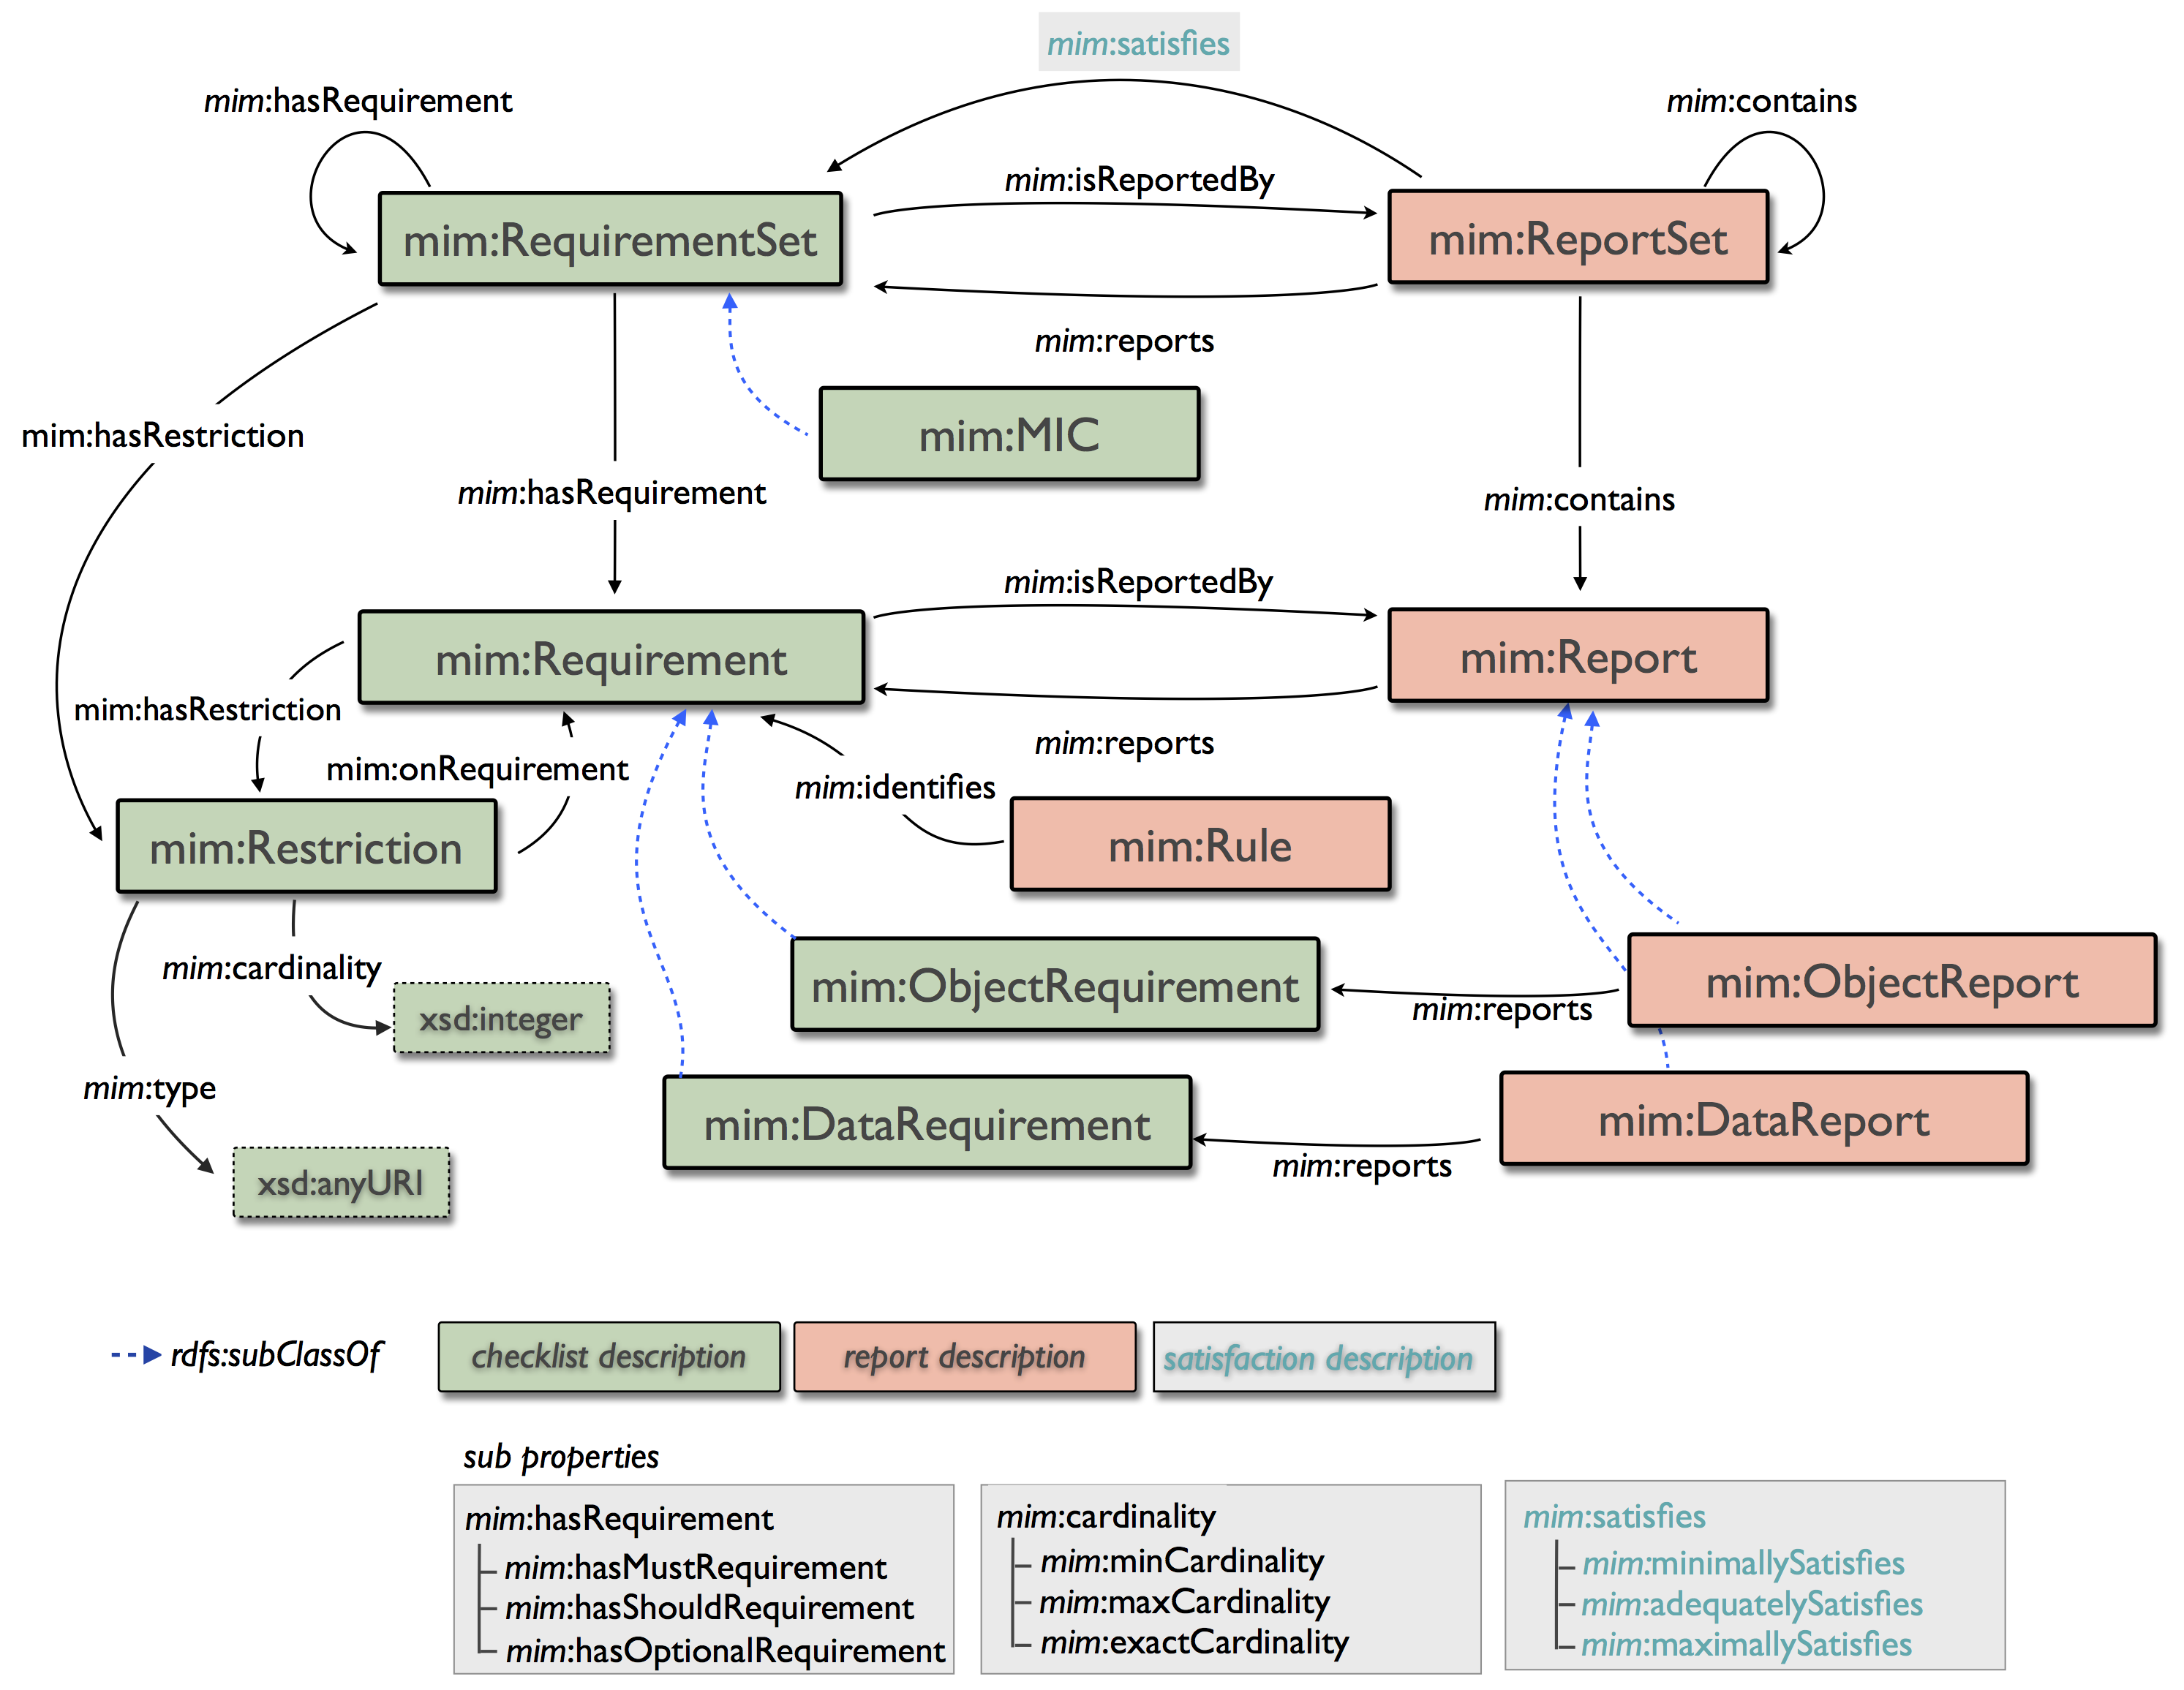 mim:satisfies
mim:hasRequirement
mim:contains
mim:isReportedBy
mim:RequirementSet
mim:ReportSet
mim:reports
mim:MIC
mim:hasRestriction
mim:hasRequirement
mim:contains
mim:isReportedBy
mim:Requirement
mim:Report
mim:hasRestriction
mim:reports
mim:onRequirement
mim:identifies
mim:Restriction
mim:Rule
mim:cardinality
mim:ObjectRequirement
mim:ObjectReport
mim:reports
xsd:integer
mim:type
mim:DataRequirement
mim:DataReport
mim:reports
xsd:anyURI
rdfs:subClassOf
checklist description
report description
satisfaction description
sub properties
mim:hasRequirement
mim:hasMustRequirement
mim:hasShouldRequirement
mim:hasOptionalRequirement
mim:cardinality
mim:minCardinality
mim:maxCardinality
mim:exactCardinality
mim:satisfies
mim:minimallySatisfies
mim:adequatelySatisfies
mim:maximallySatisfies